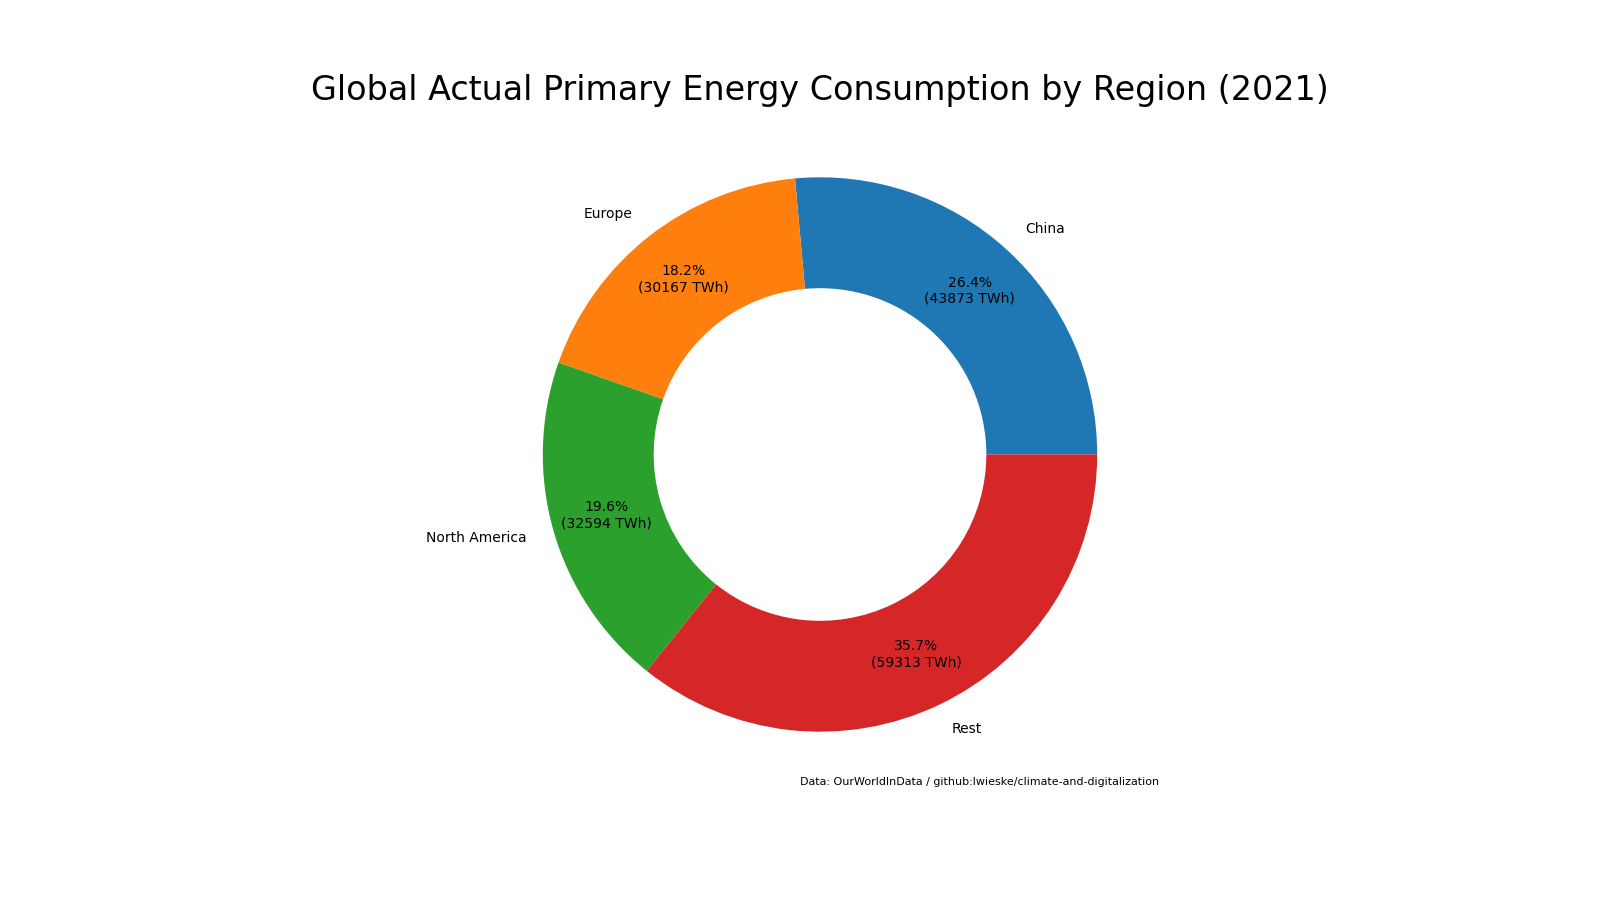 Global Actual Primary Energy Consumption by Region (2021)
Europe
China
18.2%
(30167 TWh)
26.4%
(43873 TWh)
19.6%
(32594 TWh)
North America
35.7%
(59313 TWh)
Rest
Data: OurWorldInData / github:lwieske/climate-and-digitalization